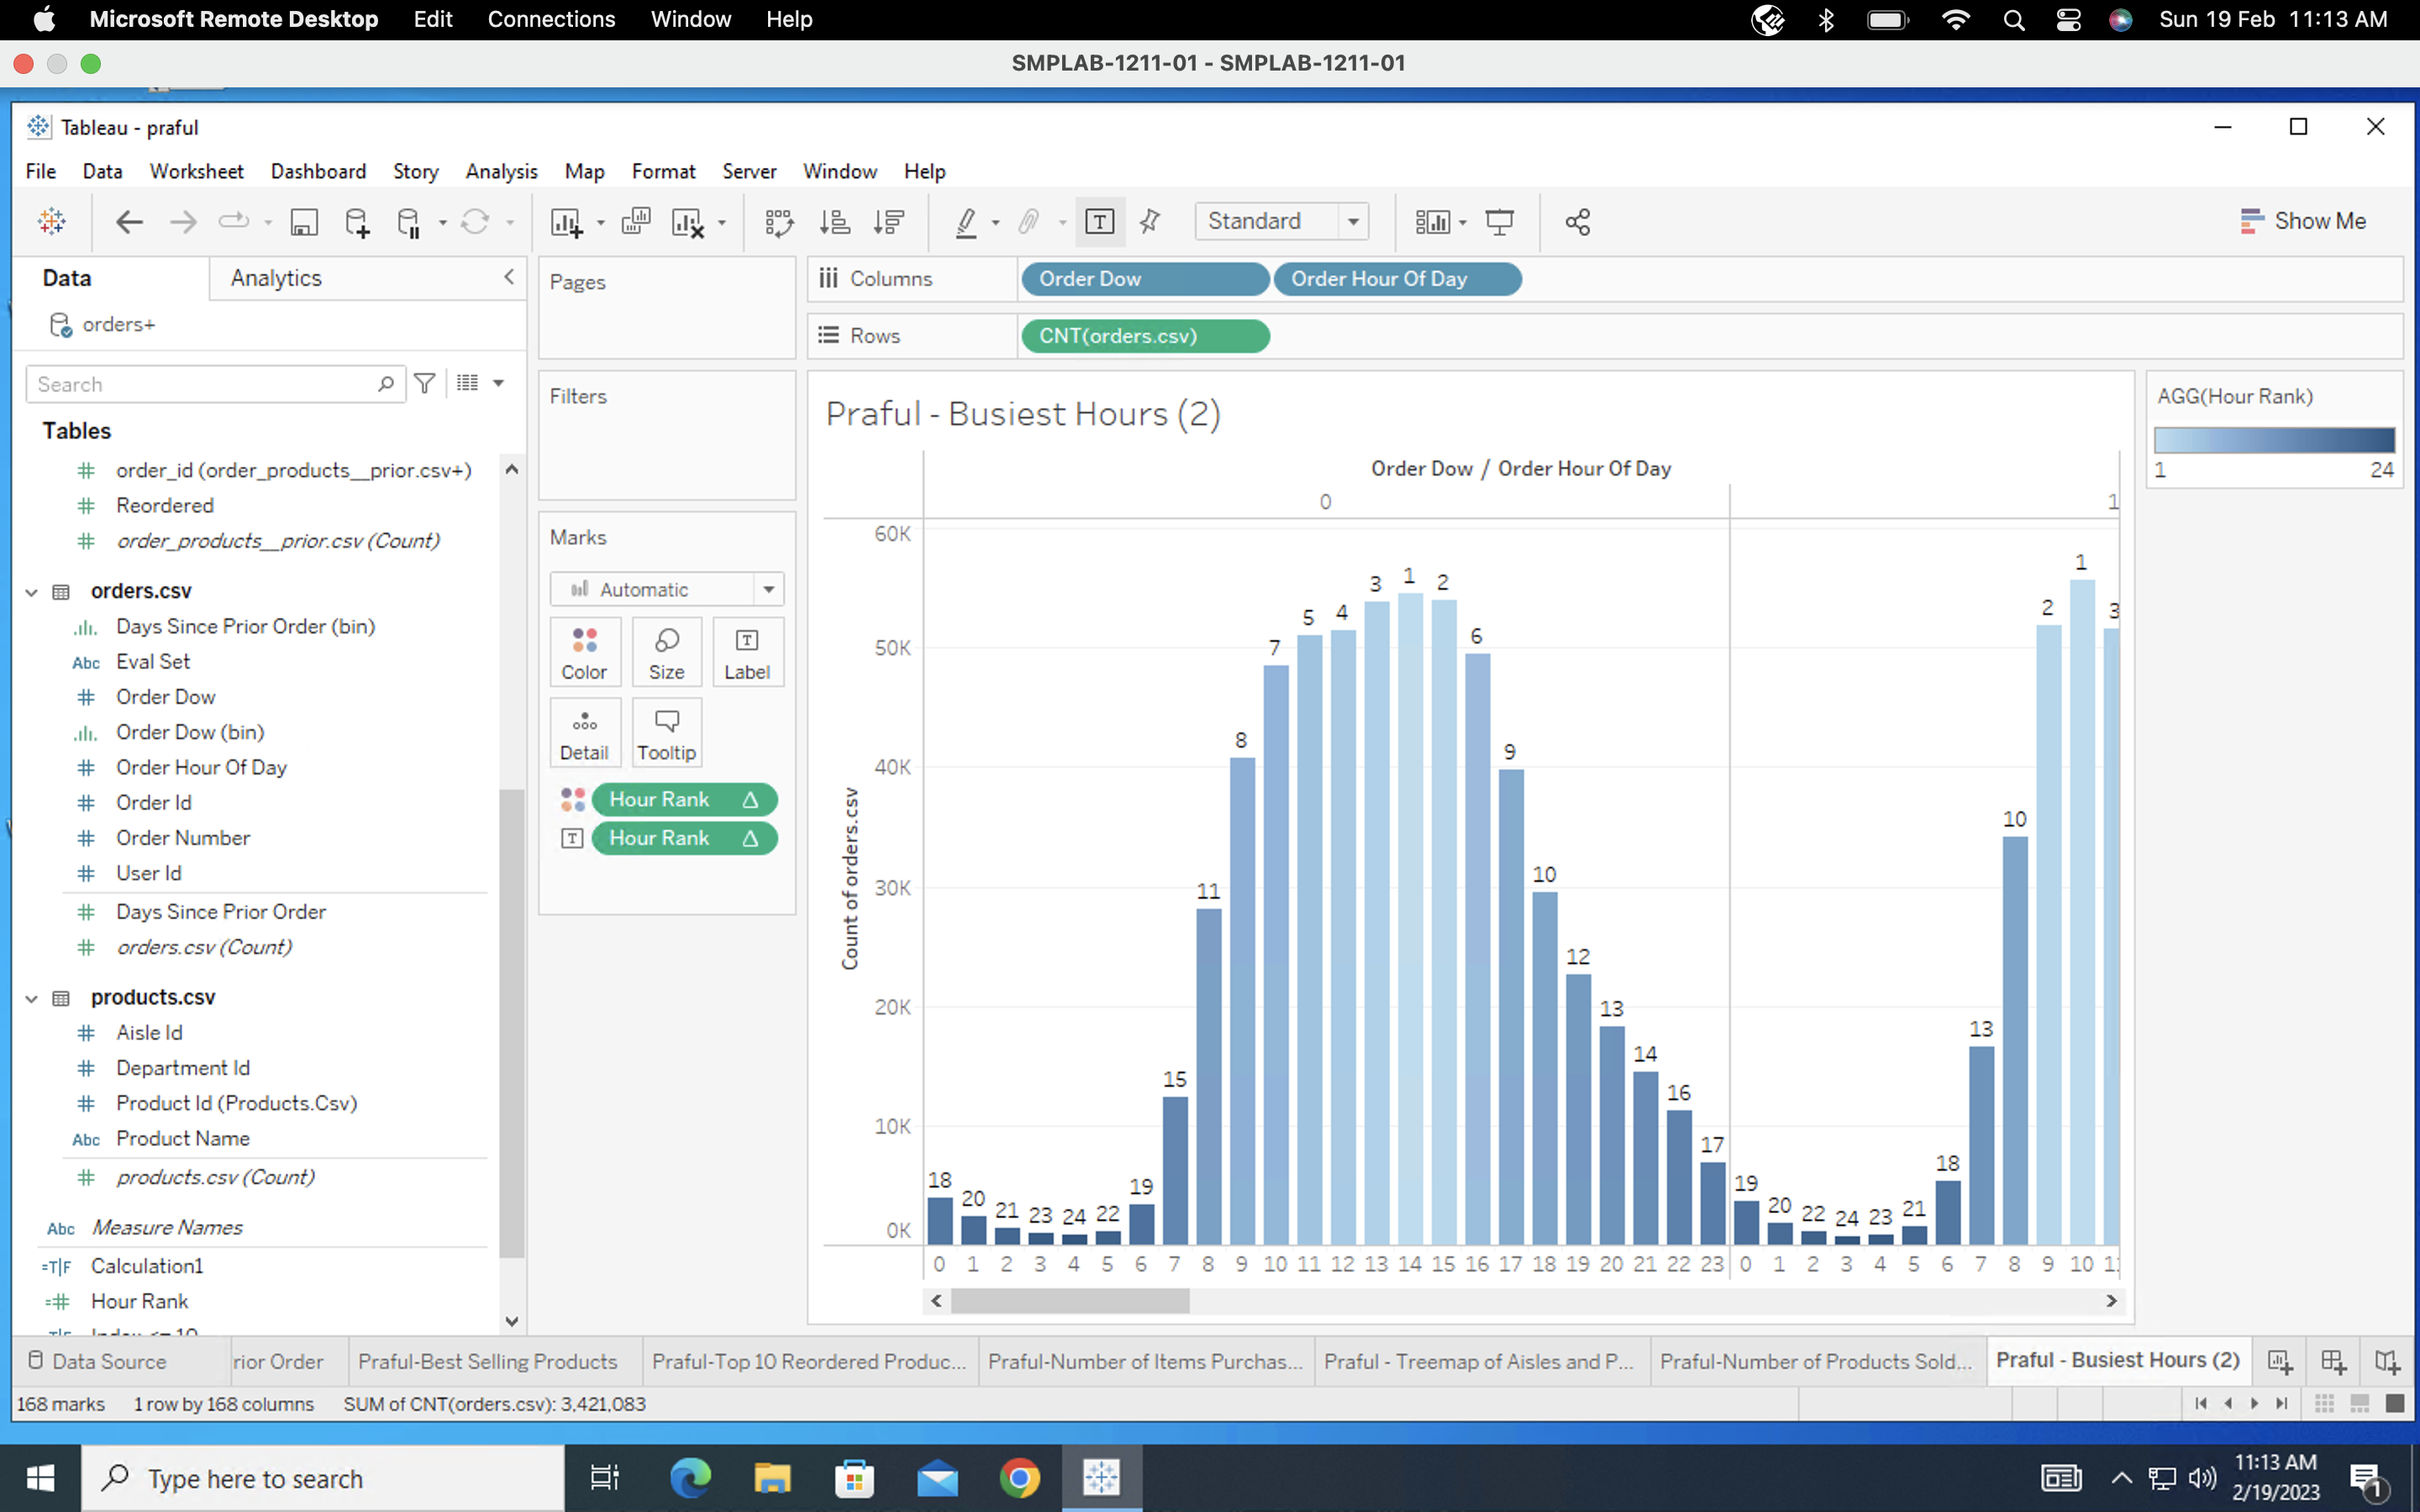 Microsoft Remote Desktop Edit Connections Window Help Sun 19 Feb 11:13 AM
SMPLAB-1211-01 - SMPLAB-1211-01
Tableau - praful
File Data Worksheet Dashboard Story Analysis Map Format Server Window Help
Standard
Show Me
Data Analytics
orders+
Search
Tables
order_id (order_products__prior.csv+)
Reordered
order_products__prior.csv (Count)
orders.csv
Days Since Prior Order (bin)
Abc Eval Set
Order Dow
Order Dow (bin)
Order Hour Of Day
Order Id
Order Number
User Id
Days Since Prior Order
orders.csv (Count)
products.csv
Aisle Id
Department Id
Product Id (Products.Csv)
Abc Product Name
products.csv (Count)
Abc Measure Names
=T|F Calculation1
=# Hour Rank
Pages
Filters
Marks
Automatic
Color Size Label
Detail Tooltip
Hour Rank
Hour Rank
Columns Order Dow Order Hour Of Day
Rows CNT(orders.csv)
Praful - Busiest Hours (2)
Order Dow / Order Hour Of Day
0 1
Count of orders.csv
60K
50K
40K
30K
20K
10K
0K
18 20 21 23 24 22 19 15 11 8 7 5 4 3 1 2 6 9 10 12 13 14 16 17 19 20 22 24 23 21 18 13 10 2 1 3
0 1 2 3 4 5 6 7 8 9 10 11 12 13 14 15 16 17 18 19 20 21 22 23 0 1 2 3 4 5 6 7 8 9 10
AGG(Hour Rank)
1 24
Data Source rior Order Praful-Best Selling Products Praful-Top 10 Reordered Produc... Praful-Number of Items Purchas... Praful - Treemap of Aisles and P... Praful-Number of Products Sold... Praful - Busiest Hours (2)
168 marks 1 row by 168 columns SUM of CNT(orders.csv): 3,421,083
Type here to search
11:13 AM
2/19/2023
1